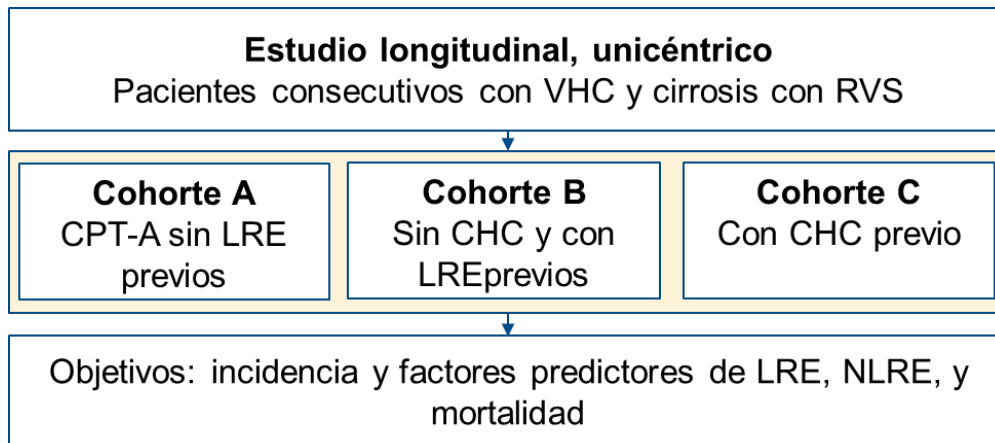 Estudio longitudinal, unicéntrico
Pacientes consecutivos con VHC y cirrosis con RVS
Cohorte A
CPT-A sin LRE
previos
Cohorte B
Sin CHC y con
LREprevios
Cohorte C
Con CHC previo
Objetivos: incidencia y factores predictores de LRE, NLRE, y
mortalidad